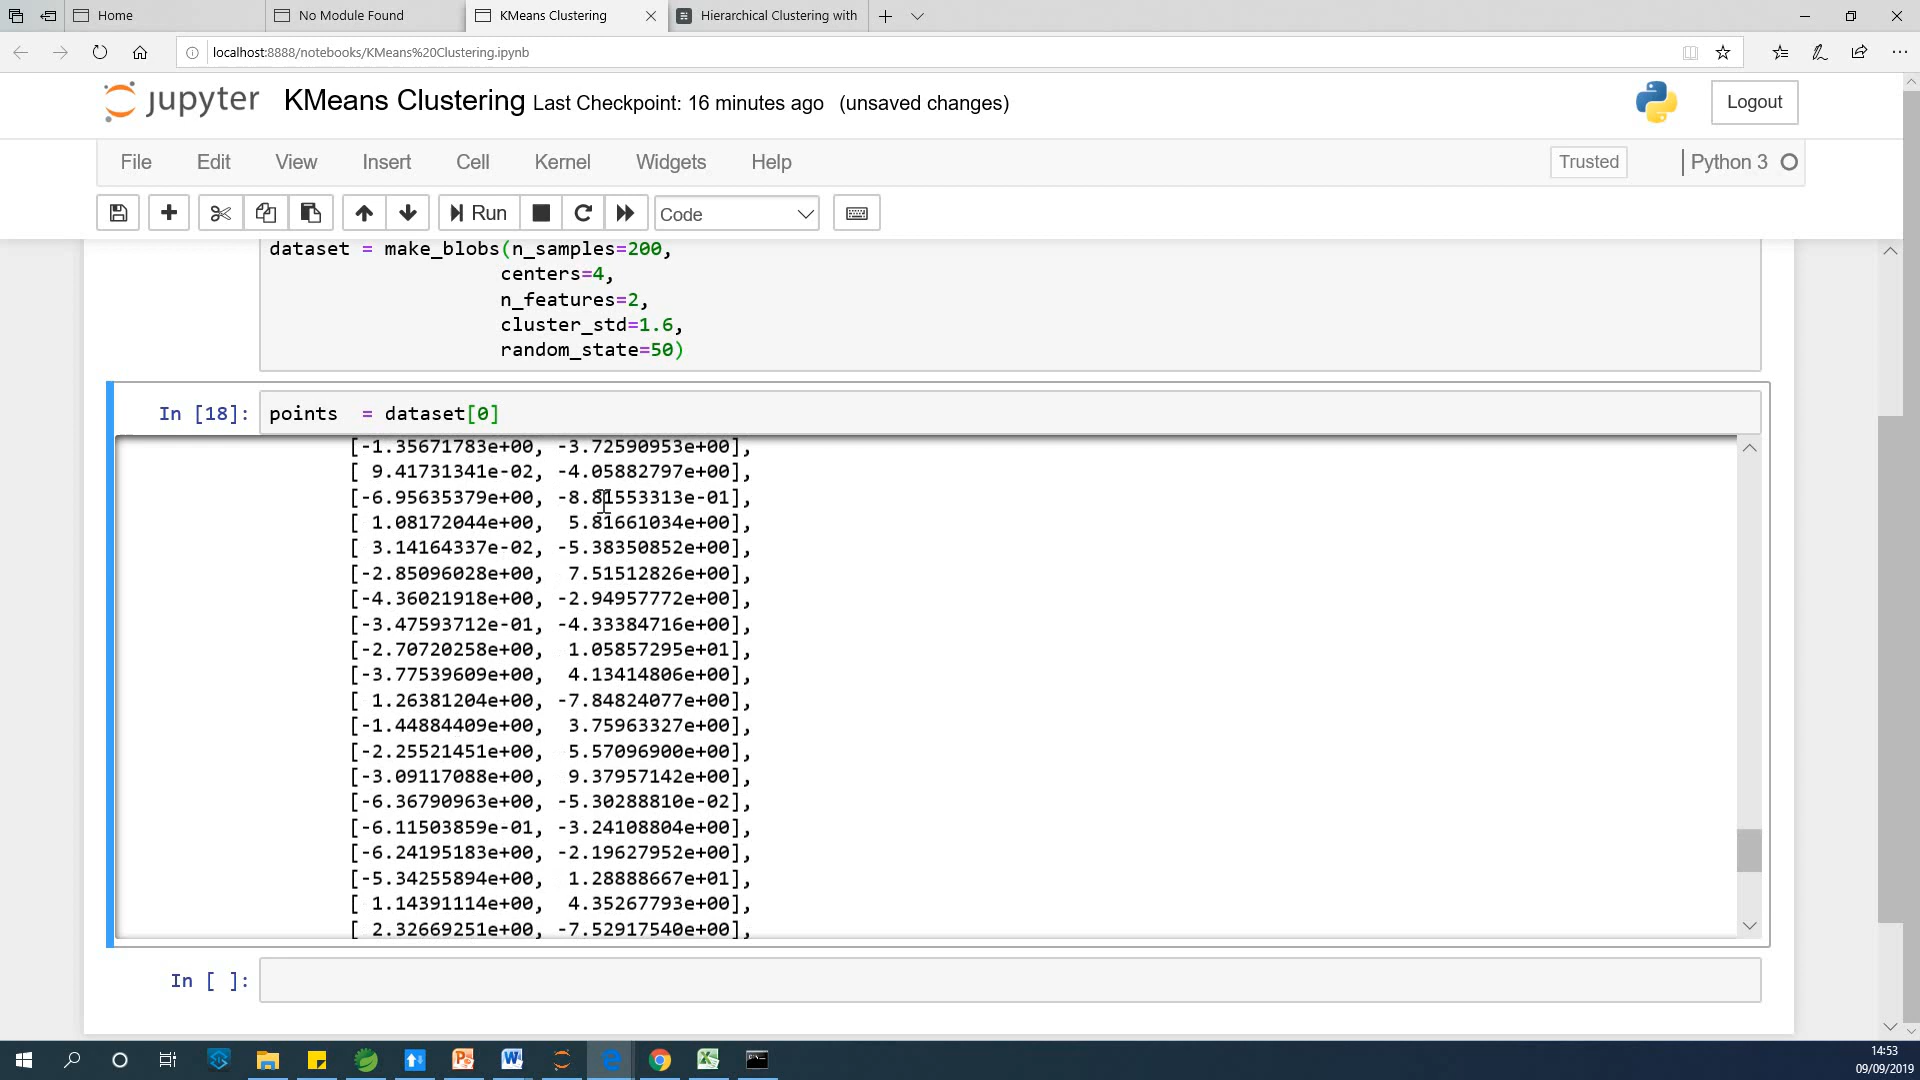 Home
No Module Found
KMeans Clustering
Hierarchical Clustering with
localhost:8888/notebooks/KMeans%20Clustering.ipynb
jupyter KMeans Clustering Last Checkpoint: 16 minutes ago (unsaved changes)
Logout
File Edit View Insert Cell Kernel Widgets Help
Trusted
Python 3
Run
Code
dataset = make_blobs(n_samples=200,
centers=4,
n_features=2,
cluster_std=1.6,
random_state=50)
In [18]: points  = dataset[0]
[-1.35671783e+00, -3.72590953e+00],
[ 9.41731341e-02, -4.05882797e+00],
[-6.95635379e+00, -8.81553313e-01],
[ 1.08172044e+00,  5.81661034e+00],
[ 3.14164337e-02, -5.38350852e+00],
[-2.85096028e+00,  7.51512826e+00],
[-4.36021918e+00, -2.94957772e+00],
[-3.47593712e-01, -4.33384716e+00],
[-2.70720258e+00,  1.05857295e+01],
[-3.77539609e+00,  4.13414806e+00],
[ 1.26381204e+00, -7.84824077e+00],
[-1.44884409e+00,  3.75963327e+00],
[-2.25521451e+00,  5.57096900e+00],
[-3.09117088e+00,  9.37957142e+00],
[-6.36790963e+00, -5.30288810e-02],
[-6.11503859e-01, -3.24108804e+00],
[-6.24195183e+00, -2.19627952e+00],
[-5.34255894e+00,  1.28888667e+01],
[ 1.14391114e+00,  4.35267793e+00],
[ 2.32669251e+00, -7.52917540e+00],
In [ ]:
14:53
09/09/2019